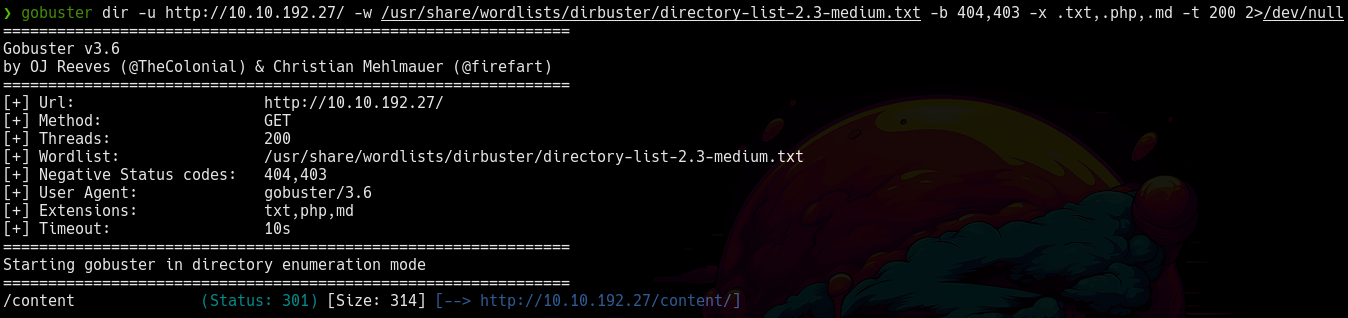 ❯ gobuster dir -u http://10.10.192.27/ -w /usr/share/wordlists/dirbuster/directory-list-2.3-medium.txt -b 404,403 -x .txt,.php,.md -t 200 2>/dev/null
===============================================================
Gobuster v3.6
by OJ Reeves (@TheColonial) & Christian Mehlmauer (@firefart)
===============================================================
[+] Url:                     http://10.10.192.27/
[+] Method:                  GET
[+] Threads:                 200
[+] Wordlist:                /usr/share/wordlists/dirbuster/directory-list-2.3-medium.txt
[+] Negative Status codes:   404,403
[+] User Agent:              gobuster/3.6
[+] Extensions:              txt,php,md
[+] Timeout:                 10s
===============================================================
Starting gobuster in directory enumeration mode
===============================================================
/content              (Status: 301) [Size: 314] [--> http://10.10.192.27/content/]